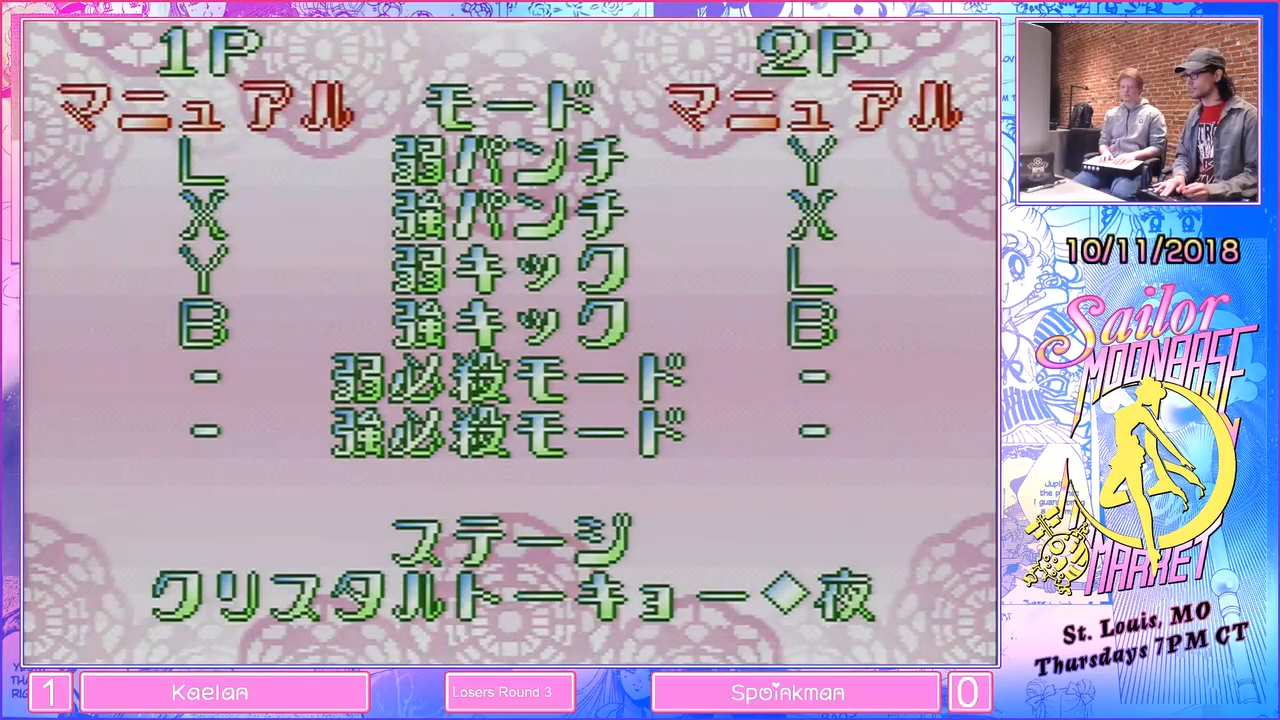 1P 2P
マニュアル モード マニュアル
L 弱パンチ Y
X 強パンチ X
Y 弱キック L
B 強キック B
- 弱必殺モード -
- 強必殺モード -
ステージ
クリスタルトーキョー◇夜
10/11/2018
Sailor
MOONBASE
MARKET
St. Louis, MO
Thursdays 7PM CT
1 Kaelan Losers Round 3 Spoinkman 0